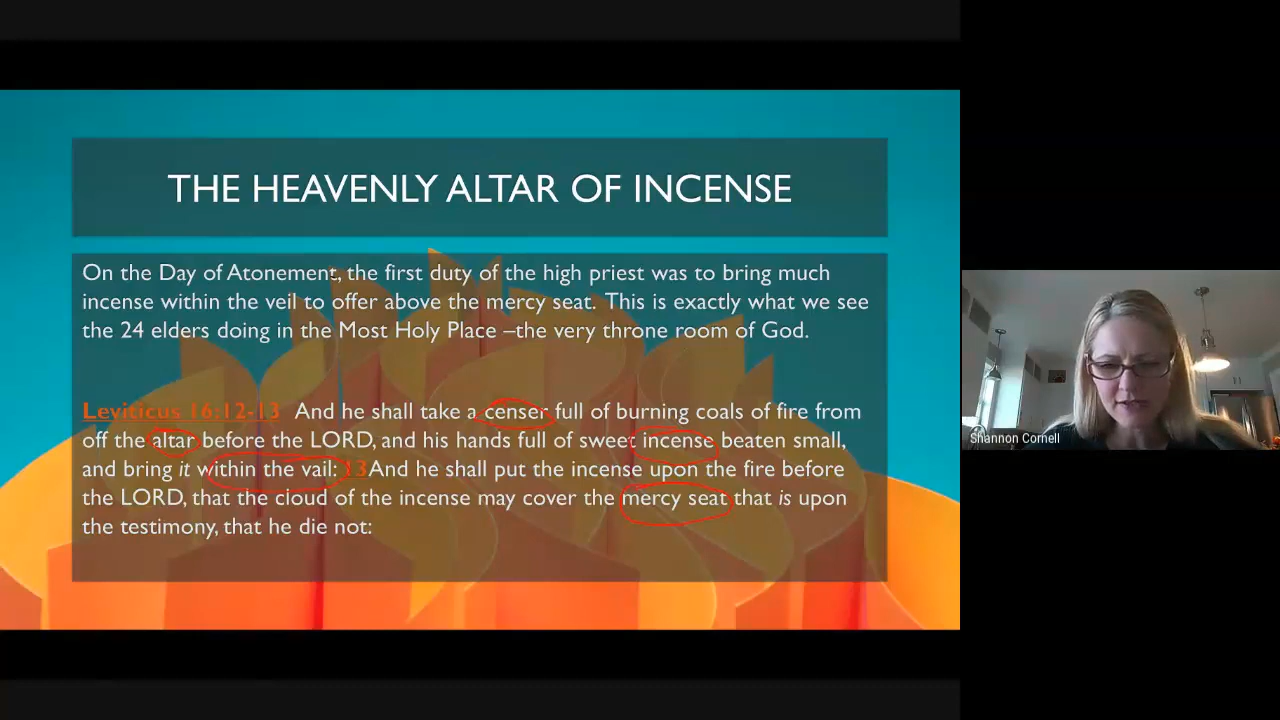 THE HEAVENLY ALTAR OF INCENSE
On the Day of Atonement, the first duty of the high priest was to bring much
incense within the veil to offer above the mercy seat. This is exactly what we see
the 24 elders doing in the Most Holy Place –the very throne room of God.
Leviticus 16:12-13 And he shall take a censer full of burning coals of fire from
off the altar before the LORD, and his hands full of sweet incense beaten small,
and bring it within the vail: 13And he shall put the incense upon the fire before
the LORD, that the cloud of the incense may cover the mercy seat that is upon
the testimony, that he die not:
Shannon Cornell